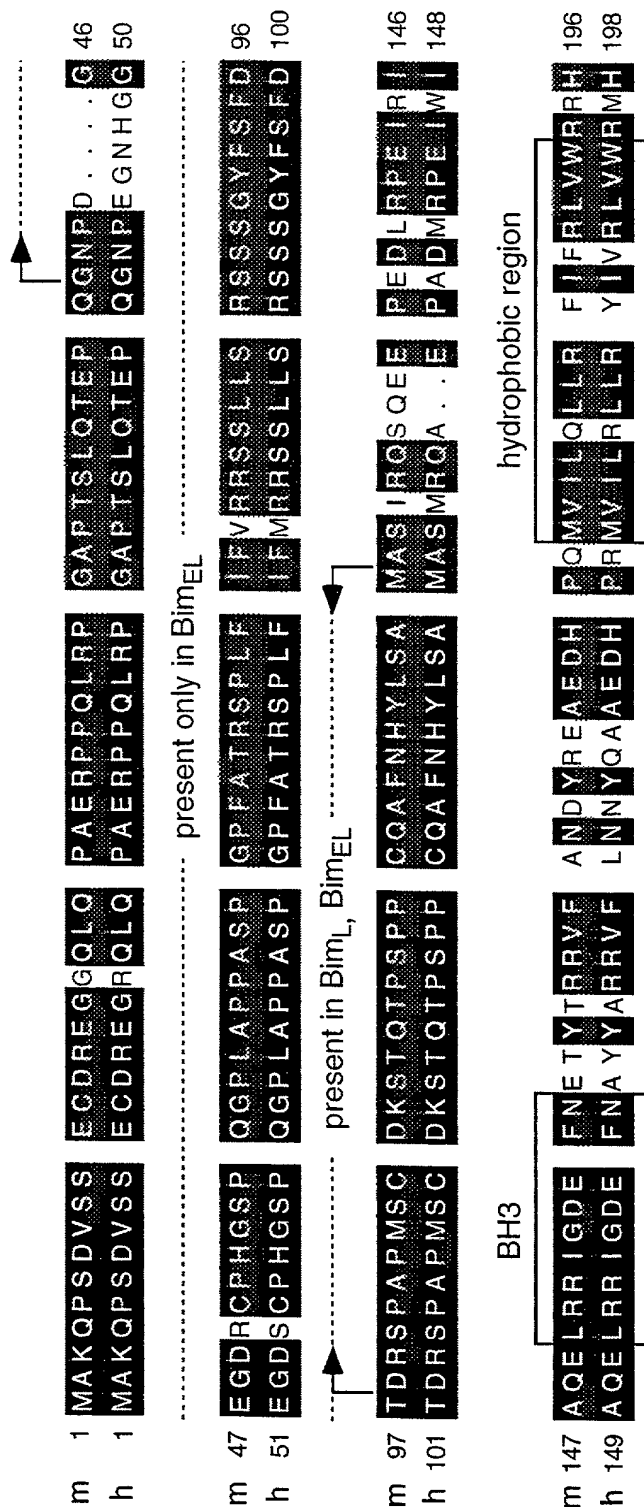 m 1 MAKQPSDVSS ECDREGGQLQ PAERPPQLRP GAPTSLQTEP QGNPD....G 46
h 1 MAKQPSDVSS ECDREGRQLQ PAERPPQLRP GAPTSLQTEP QGNPEGNHGG 50
present only in BimEL
m 47 EGDRCPHGSP QGPLAPPASP GPFATRSPLF IFVRRSSLLS RSSSGYFSFD 96
h 51 EGDSCPHGSP QGPLAPPASP GPFATRSPLF IFMRRSSLLS RSSSGYFSFD 100
present in BimL, BimEL
m 97 TDRSPAPMSC DKSTQTPSPP CQAFNHYLSA MASIRQSQEE PEDLRPEIRI 146
h 101 TDRSPAPMSC DKSTQTPSPP CQAFNHYLSA MASMRQA..E PADMRPEIWI 148
BH3 hydrophobic region
m 147 AQELRRIGDE FNETYTRRVF ANDYREAEDH PQMVILQLLR FIFRLVWRRH 196
h 149 AQELRRIGDE FNAYYARRVF LNNYQAAEDH PRMVILRLLR YIVRLVWRMH 198